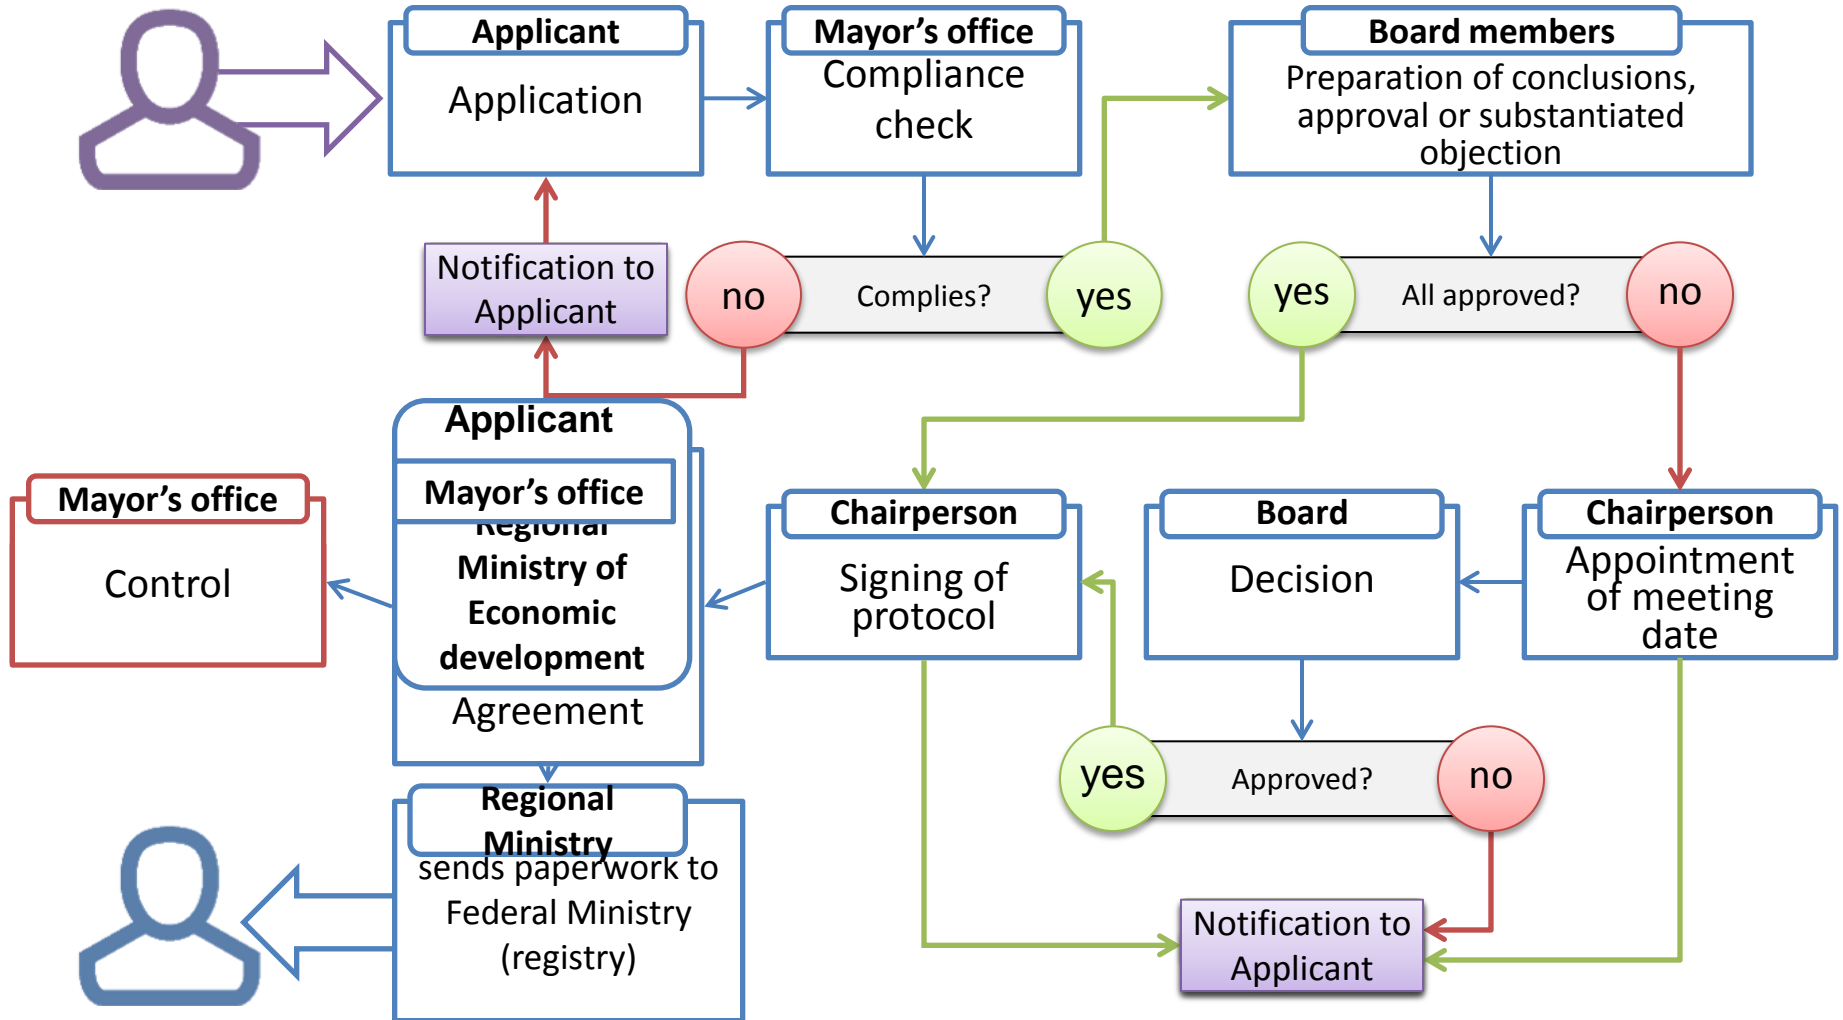 Applicant
Application
Mayor's office
Compliance
check
Board members
Preparation of conclusions,
approval or substantiated
objection
Notification to
Applicant
no
Complies?
yes
yes
All approved?
no
Mayor's office
Control
Applicant
Mayor's office
Regional
Ministry of
Economic
development
Agreement
Chairperson
Signing of
protocol
Board
Decision
Chairperson
Appointment
of meeting
date
yes
Approved?
no
Regional
Ministry
sends paperwork to
Federal Ministry
(registry)
Notification to
Applicant